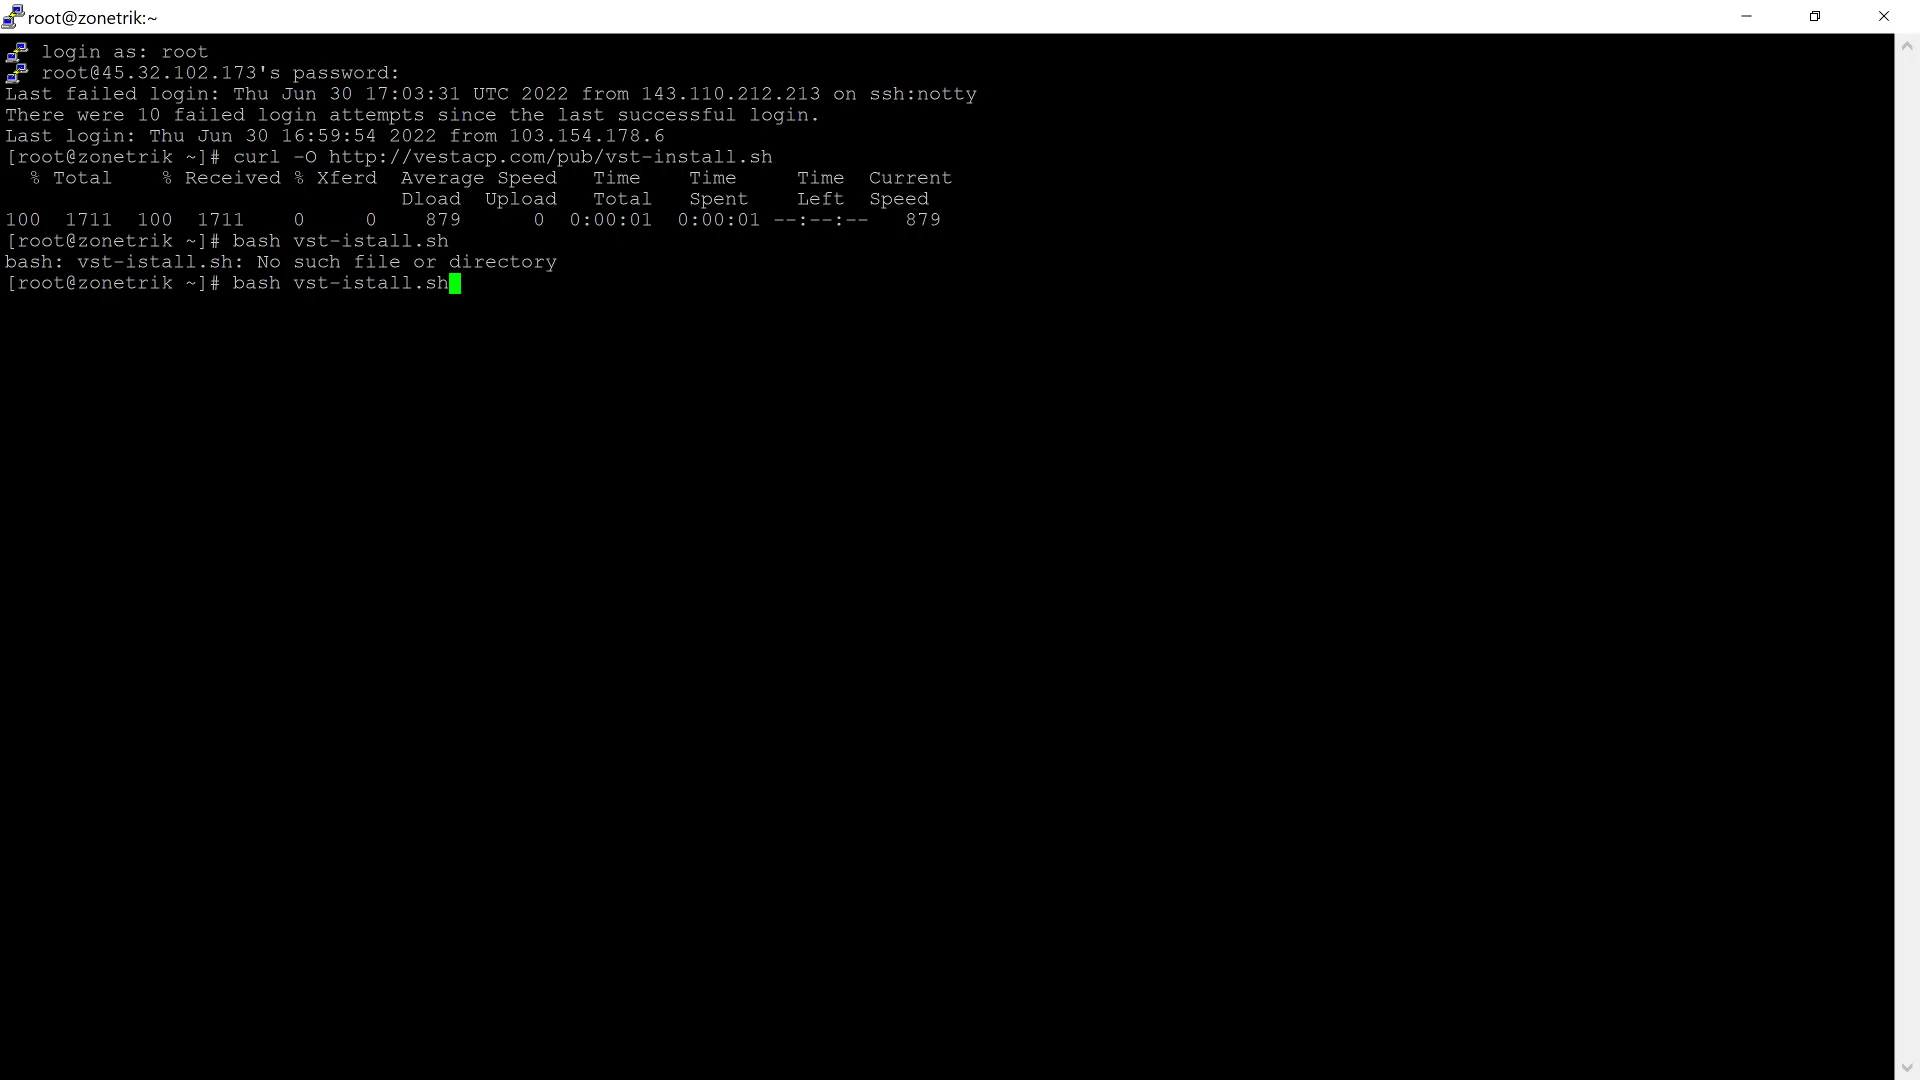 root@zonetrik:~
login as: root
root@45.32.102.173's password:
Last failed login: Thu Jun 30 17:03:31 UTC 2022 from 143.110.212.213 on ssh:notty
There were 10 failed login attempts since the last successful login.
Last login: Thu Jun 30 16:59:54 2022 from 103.154.178.6
[root@zonetrik ~]# curl -O http://vestacp.com/pub/vst-install.sh
  % Total    % Received % Xferd  Average Speed   Time    Time     Time  Current
                                 Dload  Upload   Total   Spent    Left  Speed
100  1711  100  1711    0     0    879      0  0:00:01  0:00:01 --:--:--   879
[root@zonetrik ~]# bash vst-istall.sh
bash: vst-istall.sh: No such file or directory
[root@zonetrik ~]# bash vst-istall.sh